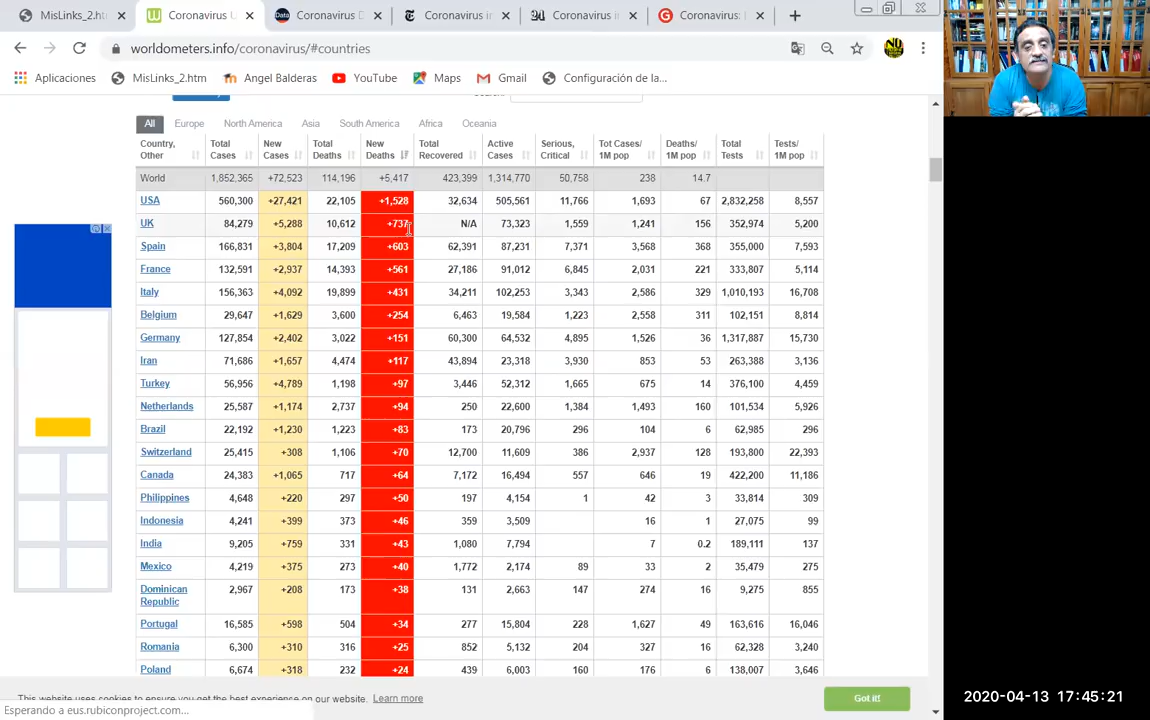 MisLinks_2.ht
Coronavirus U
Coronavirus D
Coronavirus in
Coronavirus in
Coronavirus:
worldometers.info/coronavirus/#countries
Aplicaciones MisLinks_2.htm Angel Balderas YouTube Maps Gmail Configuración de la...
All Europe North America Asia South America Africa Oceania
Country, Other Total Cases New Cases Total Deaths New Deaths Total Recovered Active Cases Serious, Critical Tot Cases/ 1M pop Deaths/ 1M pop Total Tests Tests/ 1M pop
World 1,852,365 +72,523 114,196 +5,417 423,399 1,314,770 50,758 238 14.7
USA 560,300 +27,421 22,105 +1,528 32,634 505,561 11,766 1,693 67 2,832,258 8,557
UK 84,279 +5,288 10,612 +737 N/A 73,323 1,559 1,241 156 352,974 5,200
Spain 166,831 +3,804 17,209 +603 62,391 87,231 7,371 3,568 368 355,000 7,593
France 132,591 +2,937 14,393 +561 27,186 91,012 6,845 2,031 221 333,807 5,114
Italy 156,363 +4,092 19,899 +431 34,211 102,253 3,343 2,586 329 1,010,193 16,708
Belgium 29,647 +1,629 3,600 +254 6,463 19,584 1,223 2,558 311 102,151 8,814
Germany 127,854 +2,402 3,022 +151 60,300 64,532 4,895 1,526 36 1,317,887 15,730
Iran 71,686 +1,657 4,474 +117 43,894 23,318 3,930 853 53 263,388 3,136
Turkey 56,956 +4,789 1,198 +97 3,446 52,312 1,665 675 14 376,100 4,459
Netherlands 25,587 +1,174 2,737 +94 250 22,600 1,384 1,493 160 101,534 5,926
Brazil 22,192 +1,230 1,223 +83 173 20,796 296 104 6 62,985 296
Switzerland 25,415 +308 1,106 +70 12,700 11,609 386 2,937 128 193,800 22,393
Canada 24,383 +1,065 717 +64 7,172 16,494 557 646 19 422,200 11,186
Philippines 4,648 +220 297 +50 197 4,154 1 42 3 33,814 309
Indonesia 4,241 +399 373 +46 359 3,509 16 1 27,075 99
India 9,205 +759 331 +43 1,080 7,794 7 0.2 189,111 137
Mexico 4,219 +375 273 +40 1,772 2,174 89 33 2 35,479 275
Dominican Republic 2,967 +208 173 +38 131 2,663 147 274 16 9,275 855
Portugal 16,585 +598 504 +34 277 15,804 228 1,627 49 163,616 16,046
Romania 6,300 +310 316 +25 852 5,132 204 327 16 62,328 3,240
Poland 6,674 +318 232 +24 439 6,003 160 176 6 138,007 3,646
This website uses cookies to ensure you get the best experience on our website. Learn more
Got it!
Esperando a eus.rubiconproject.com...
2020-04-13 17:45:21